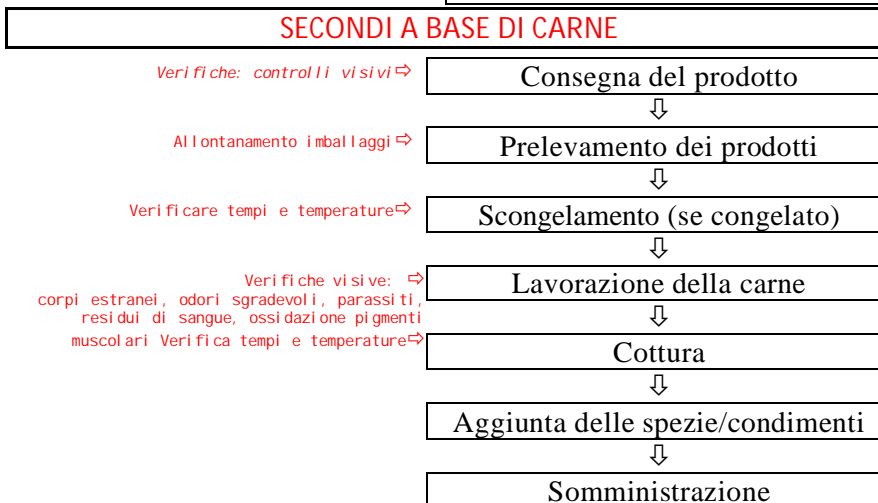 SECONDI A BASE DI CARNE
Verifiche: controlli visivi⇨
Consegna del prodotto
⇩
Allontanamento imballaggi⇨
Prelevamento dei prodotti
⇩
Verificare tempi e temperature⇨
Scongelamento (se congelato)
⇩
Verifiche visive: ⇨
corpi estranei, odori sgradevoli, parassiti,
residui di sangue, ossidazione pigmenti
Lavorazione della carne
⇩
muscolari Verifica tempi e temperature⇨
Cottura
⇩
Aggiunta delle spezie/condimenti
⇩
Somministrazione